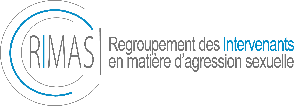 RIMAS
Regroupement des Intervenants
en matière d'agression sexuelle